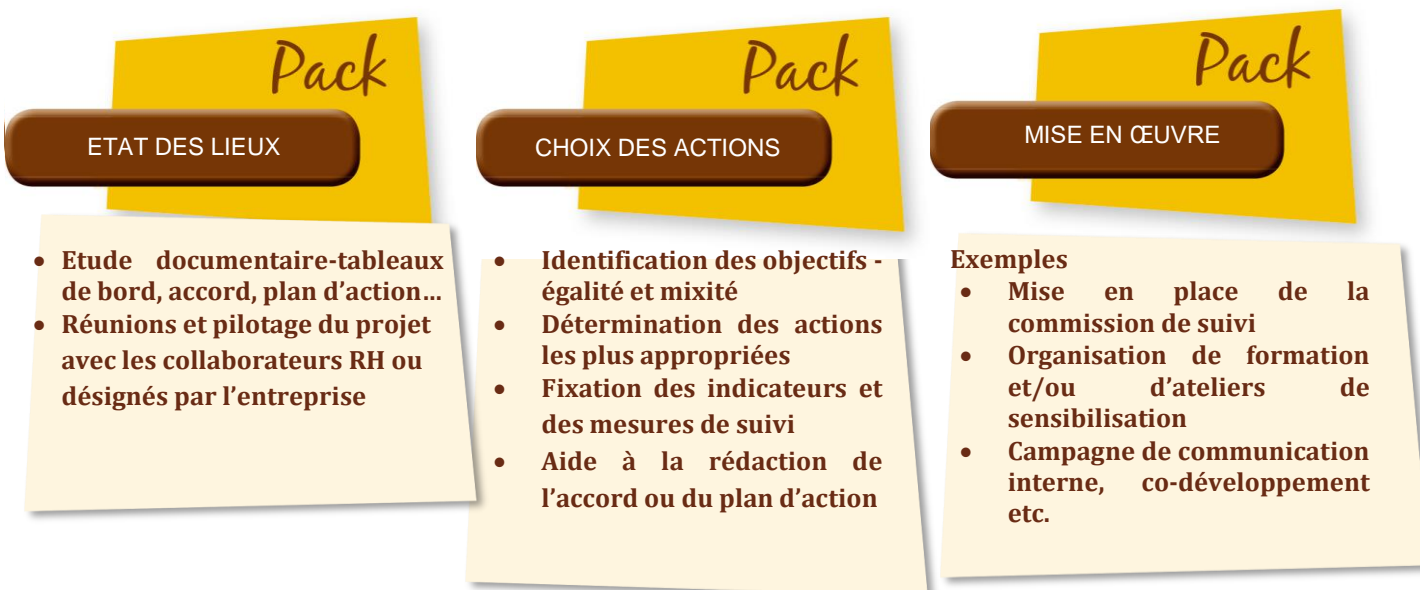 Pack
ETAT DES LIEUX
• Etude documentaire-tableaux
de bord, accord, plan d’action…
• Réunions et pilotage du projet
avec les collaborateurs RH ou
désignés par l’entreprise
Pack
CHOIX DES ACTIONS
• Identification des objectifs -
égalité et mixité
• Détermination des actions
les plus appropriées
• Fixation des indicateurs et
des mesures de suivi
• Aide à la rédaction de
l’accord ou du plan d’action
Pack
MISE EN ŒUVRE
Exemples
• Mise en place de la
commission de suivi
• Organisation de formation
et/ou d’ateliers de
sensibilisation
• Campagne de communication
interne, co-développement
etc.